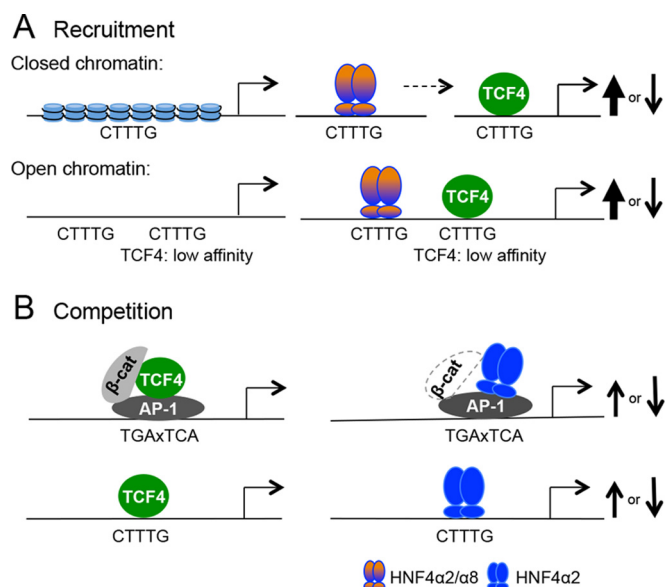 A Recruitment
Closed chromatin:
CTTTG CTTTG TCF4 CTTTG or
Open chromatin:
CTTTG CTTTG CTTTG TCF4 CTTTG or
TCF4: low affinity TCF4: low affinity
B Competition
β-cat TCF4 β-cat
AP-1 AP-1 or
TGAxTCA TGAxTCA
TCF4 or
CTTTG CTTTG
HNF4α2/α8 HNF4α2